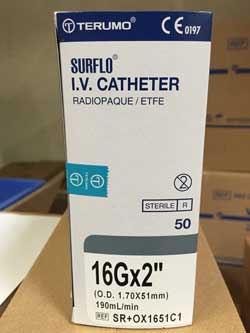 TERUMO CE 0197
SURFLO®
I.V. CATHETER
RADIOPAQUE / ETFE
STERILE R
50
16Gx2"
(O.D. 1.70X51mm)
190mL/min
REF SR+OX1651C1